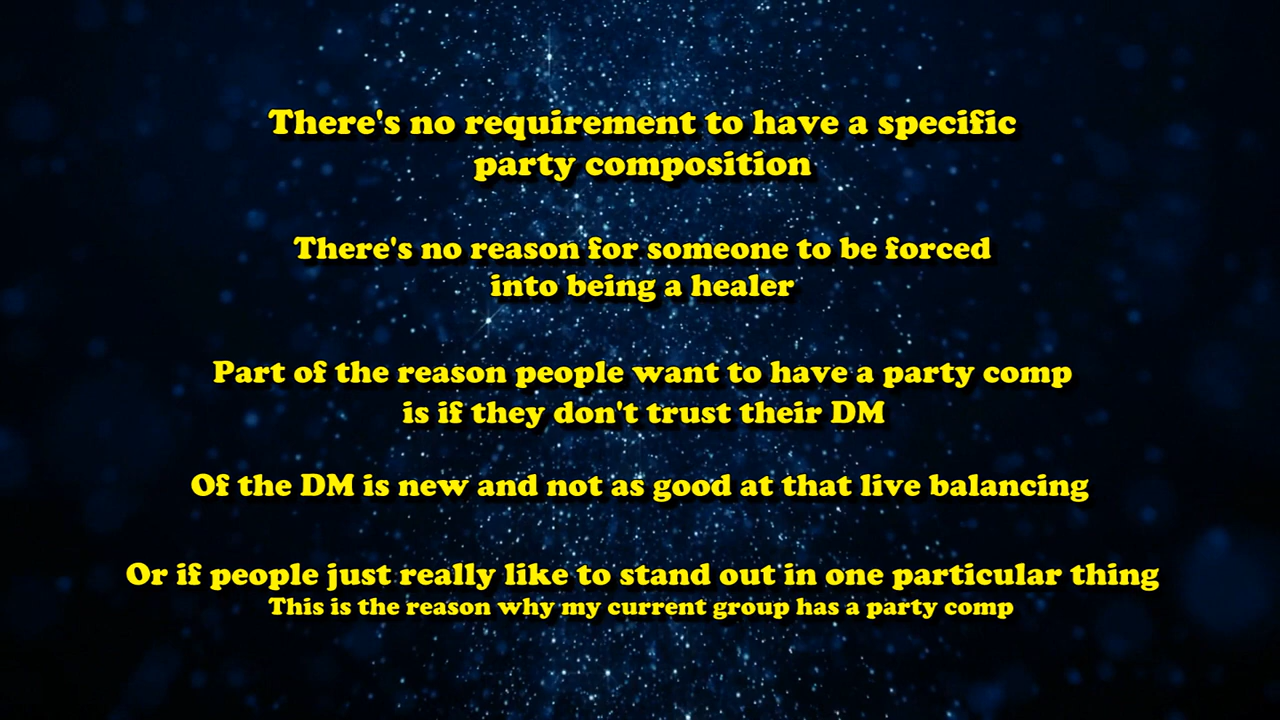 There's no requirement to have a specific
party composition
There's no reason for someone to be forced
into being a healer
Part of the reason people want to have a party comp
is if they don't trust their DM
Of the DM is new and not as good at that live balancing
Or if people just really like to stand out in one particular thing
This is the reason why my current group has a party comp